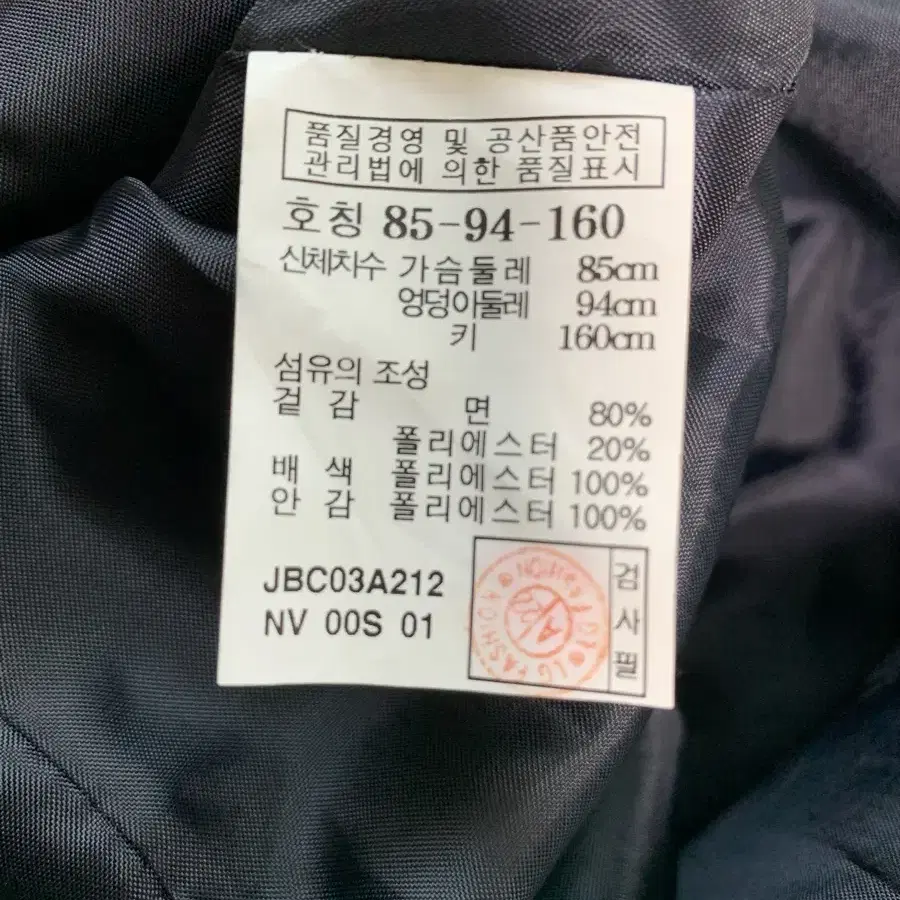 품질경영 및 공산품안전
관리법에 의한 품질표시
호칭 85-94-160
신체치수 가슴둘레 85cm
엉덩이둘레 94cm
키 160cm
섬유의 조성
겉감 면 80%
폴리에스터 20%
배색 폴리에스터 100%
안감 폴리에스터 100%
JBC03A212
NV 00S 01
검사필
LG FASHION